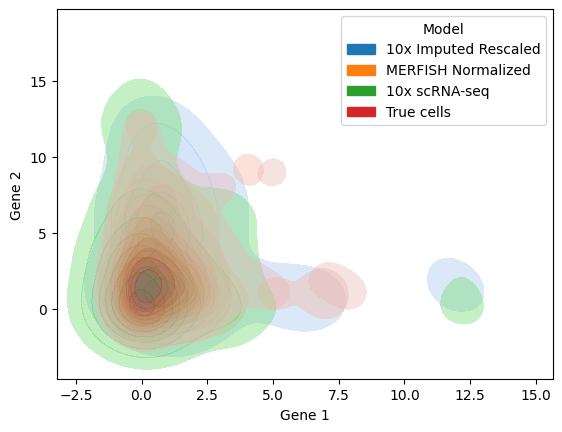 Model
10x Imputed Rescaled
MERFISH Normalized
10x scRNA-seq
True cells
15
10
5
0
Gene 2
−2.5 0.0 2.5 5.0 7.5 10.0 12.5 15.0
Gene 1